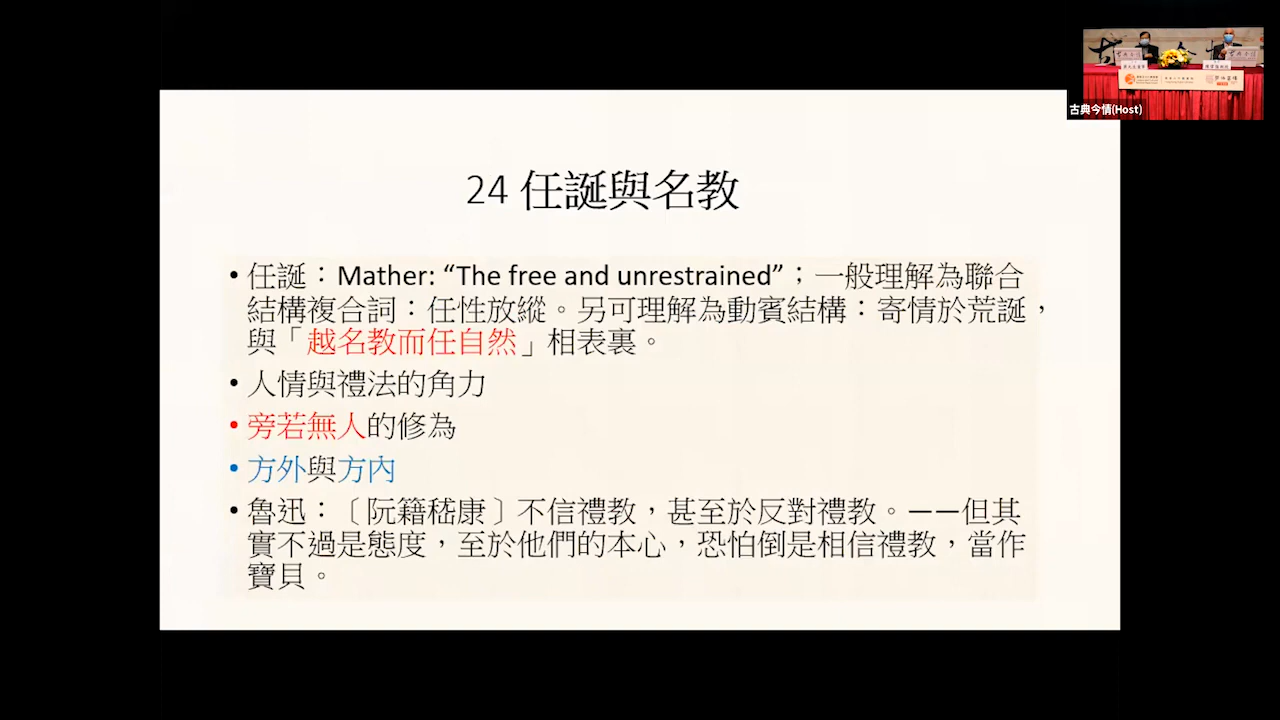 古典今情(Host)
24 任誕與名教
• 任誕：Mather: “The free and unrestrained”；一般理解為聯合
結構複合詞：任性放縱。另可理解為動賓結構：寄情於荒誕，
與「越名教而任自然」相表裏。
• 人情與禮法的角力
• 旁若無人的修為
• 方外與方內
• 魯迅：〔阮籍嵇康〕不信禮教，甚至於反對禮教。——但其
實不過是態度，至於他們的本心，恐怕倒是相信禮教，當作
寶貝。